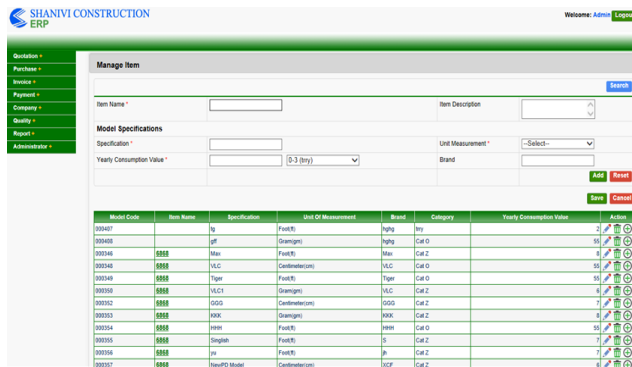 SHANIVI CONSTRUCTION
ERP
Welcome: Admin Logou
Quotation +
Purchase +
Invoice +
Payment +
Company +
Quality +
Report +
Administrator +
Manage Item
Search
Item Name * Item Description
Model Specifications
Specification * Unit Measurement * --Select--
Yearly Consumption Value * 0-3 (try) Brand
Add Reset
Save Cancel
Model Code Item Name Specification Unit Of Measurement Brand Category Yearly Consumption Value Action
000407 tg Foot(ft) hghg try 2
000408 gff Gram(gm) hghg Cat O 55
000346 6868 Max Foot(ft) Max Cat Z 8
000348 6868 VLC Centimeter(cm) VLC Cat O 55
000349 6868 Tiger Foot(ft) Tiger Cat O 55
000350 6868 VLC1 Gram(gm) VLC Cat Z 6
000352 6868 GGG Centimeter(cm) GGG Cat Z 7
000353 6868 KKK Gram(gm) KKK Cat Z 8
000354 6868 HHH Foot(ft) HHH Cat O 55
000355 6868 Singlish Foot(ft) S Cat Z 7
000356 6868 yu Foot(ft) jh Cat Z 7
000357 6868 NewPD Model Centimeter(cm) XCF Cat Z 6